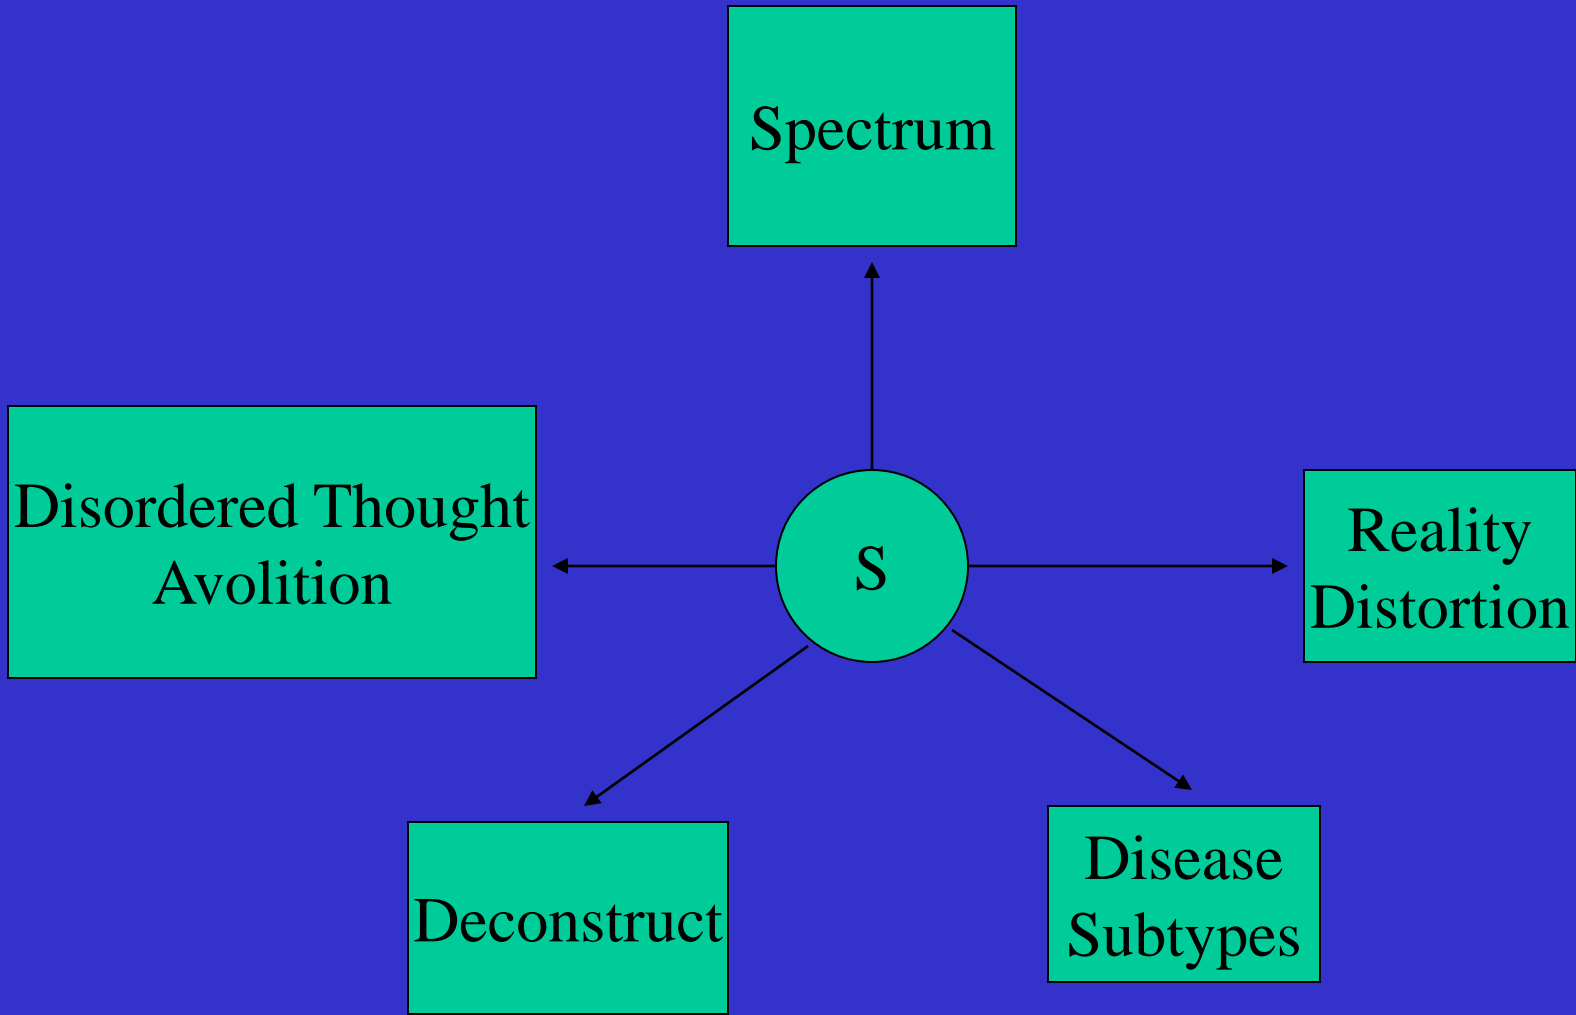 Spectrum
Disordered Thought
Avolition
S
Reality
Distortion
Deconstruct
Disease
Subtypes